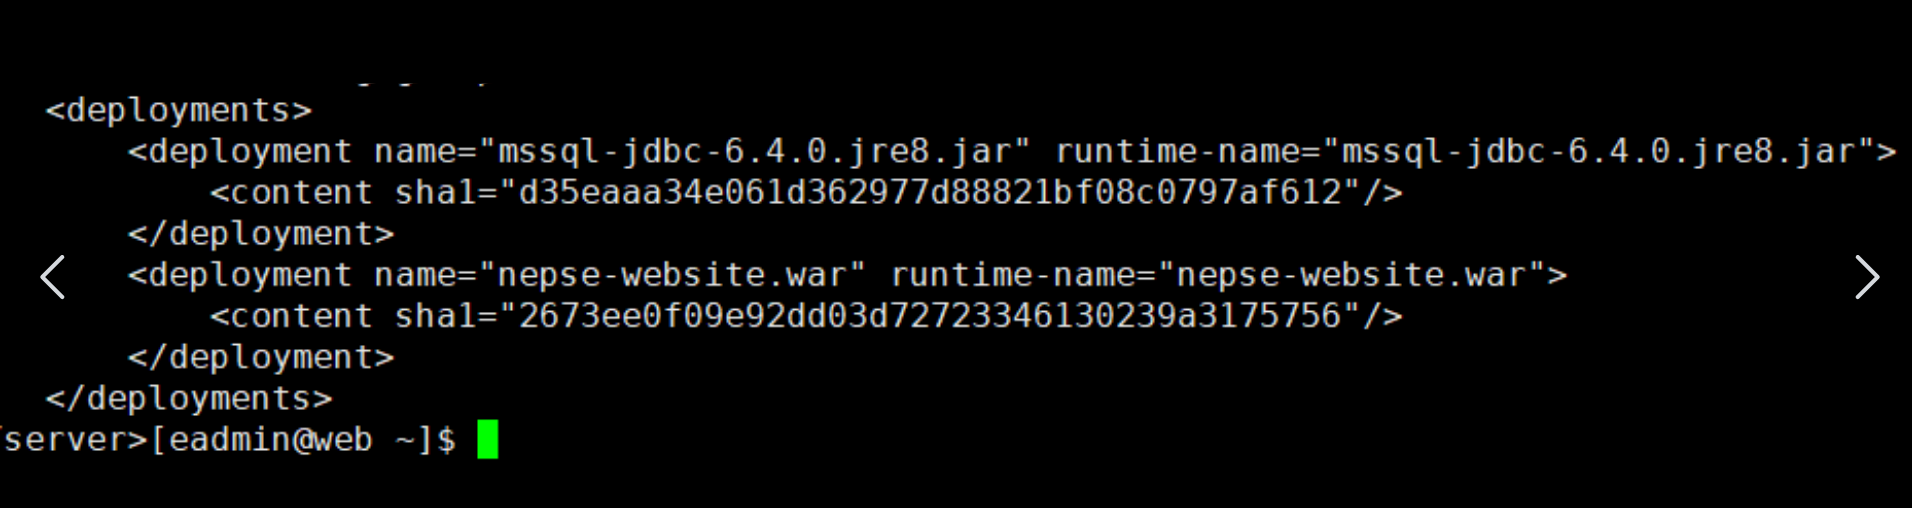 <deployments>
<deployment name="mssql-jdbc-6.4.0.jre8.jar" runtime-name="mssql-jdbc-6.4.0.jre8.jar">
<content sha1="d35eaaa34e061d362977d88821bf08c0797af612"/>
</deployment>
<deployment name="nepse-website.war" runtime-name="nepse-website.war">
<content sha1="2673ee0f09e92dd03d72723346130239a3175756"/>
</deployment>
</deployments>
server>[eadmin@web ~]$